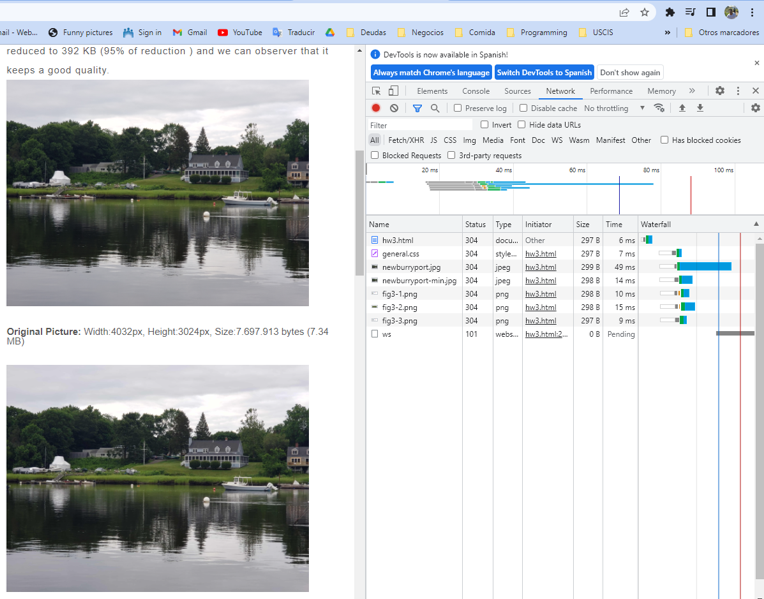 ail - Web...
Funny pictures
Sign in
Gmail
YouTube
Traducir
Deudas
Negocios
Comida
Programming
USCIS
»
Otros marcadores
reduced to 392 KB (95% of reduction ) and we can observer that it
keeps a good quality.
Original Picture: Width:4032px, Height:3024px, Size:7.697.913 bytes (7.34
MB)
DevTools is now available in Spanish!
Always match Chrome's language
Switch DevTools to Spanish
Don't show again
Elements
Console
Sources
Network
Performance
Memory
»
Preserve log
Disable cache
No throttling
Filter
Invert
Hide data URLs
All
Fetch/XHR
JS
CSS
Img
Media
Font
Doc
WS
Wasm
Manifest
Other
Has blocked cookies
Blocked Requests
3rd-party requests
20 ms
40 ms
60 ms
80 ms
100 ms
Name Status Type Initiator Size Time Waterfall
hw3.html 304 docu... Other 297 B 6 ms
general.css 304 style... hw3.html 297 B 7 ms
newburryport.jpg 304 jpeg hw3.html 299 B 49 ms
newburryport-min.jpg 304 jpeg hw3.html 298 B 14 ms
fig3-1.png 304 png hw3.html 298 B 10 ms
fig3-2.png 304 png hw3.html 298 B 15 ms
fig3-3.png 304 png hw3.html 297 B 9 ms
ws 101 webs... hw3.html:2... 0 B Pending